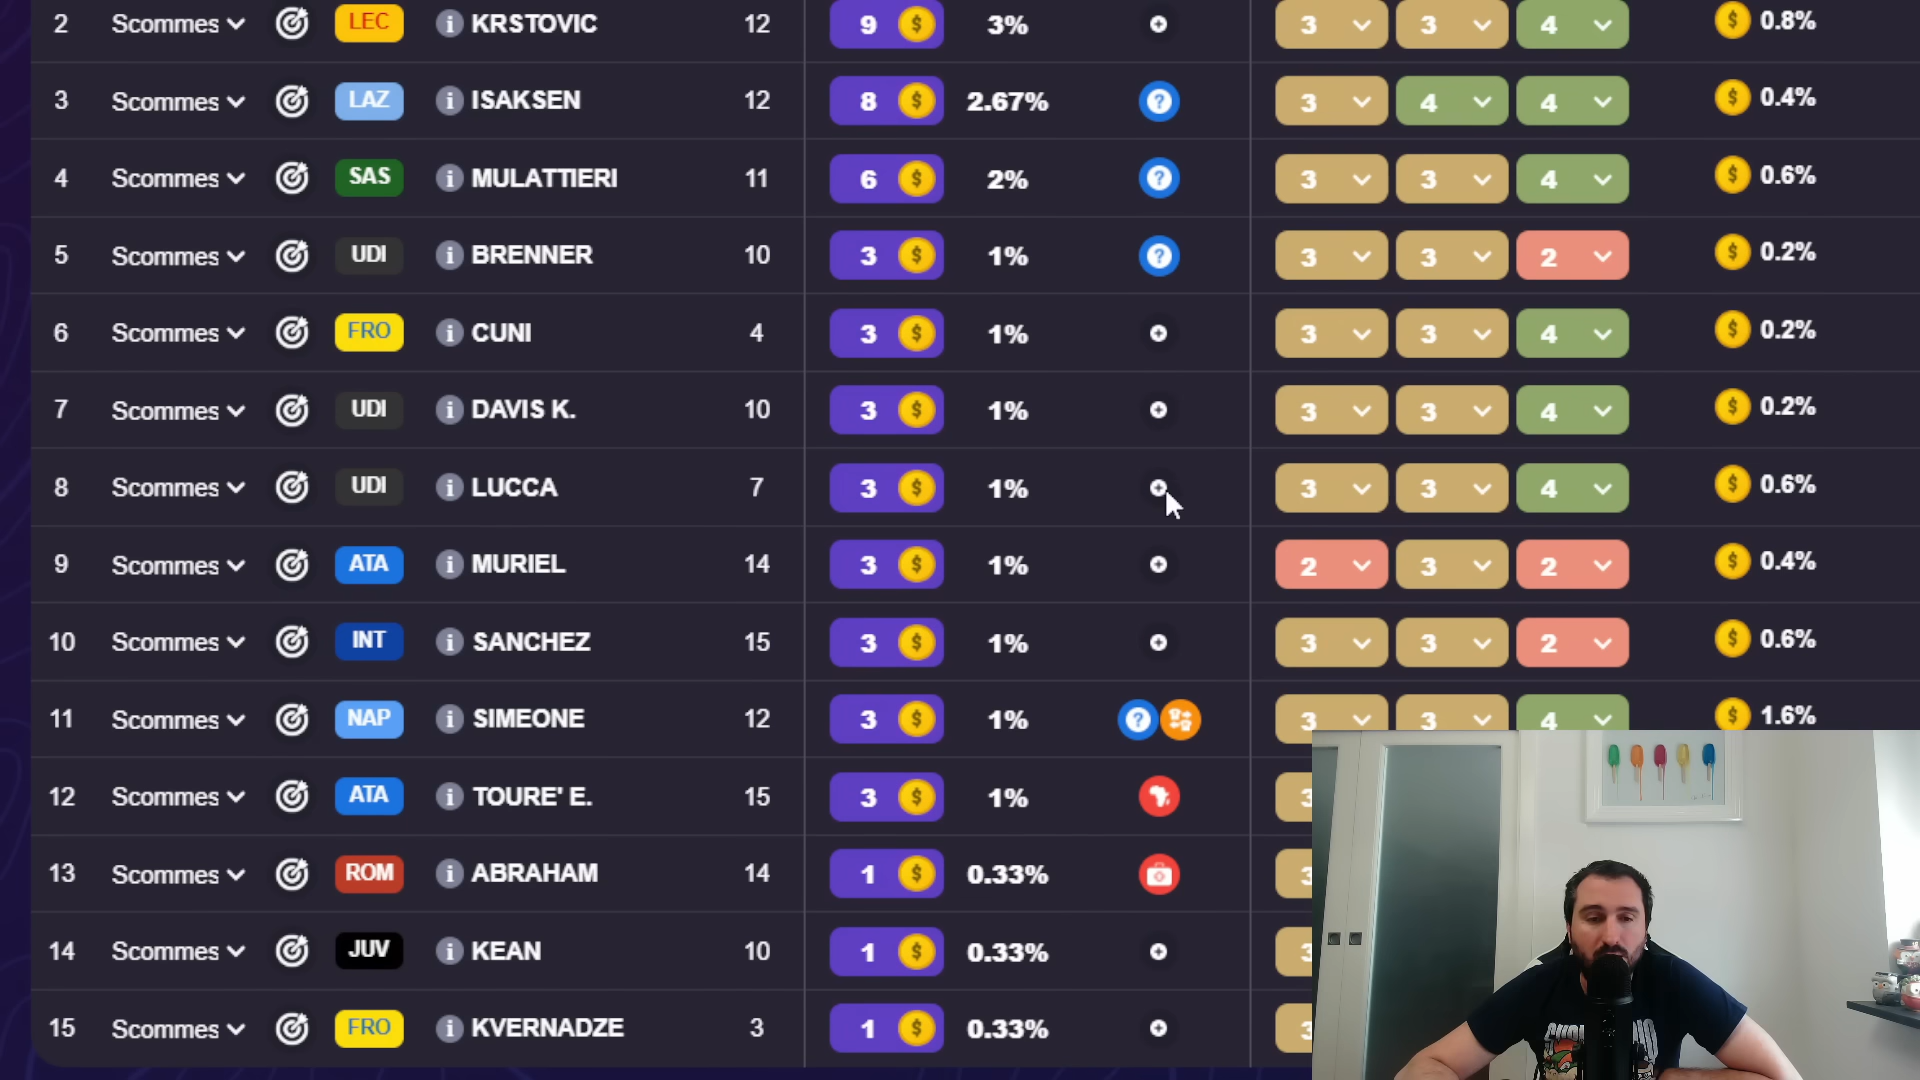 2 Scommes LEC i KRSTOVIC 12 9 $ 3% 3 3 4 $ 0.8%
3 Scommes LAZ i ISAKSEN 12 8 $ 2.67% ? 3 4 4 $ 0.4%
4 Scommes SAS i MULATTIERI 11 6 $ 2% ? 3 3 4 $ 0.6%
5 Scommes UDI i BRENNER 10 3 $ 1% ? 3 3 2 $ 0.2%
6 Scommes FRO i CUNI 4 3 $ 1% 3 3 4 $ 0.2%
7 Scommes UDI i DAVIS K. 10 3 $ 1% 3 3 4 $ 0.2%
8 Scommes UDI i LUCCA 7 3 $ 1% 3 3 4 $ 0.6%
9 Scommes ATA i MURIEL 14 3 $ 1% 2 3 2 $ 0.4%
10 Scommes INT i SANCHEZ 15 3 $ 1% 3 3 2 $ 0.6%
11 Scommes NAP i SIMEONE 12 3 $ 1% ? 3 3 4 $ 1.6%
12 Scommes ATA i TOURE' E. 15 3 $ 1% 3
13 Scommes ROM i ABRAHAM 14 1 $ 0.33% 3
14 Scommes JUV i KEAN 10 1 $ 0.33% 3
15 Scommes FRO i KVERNADZE 3 1 $ 0.33% 3